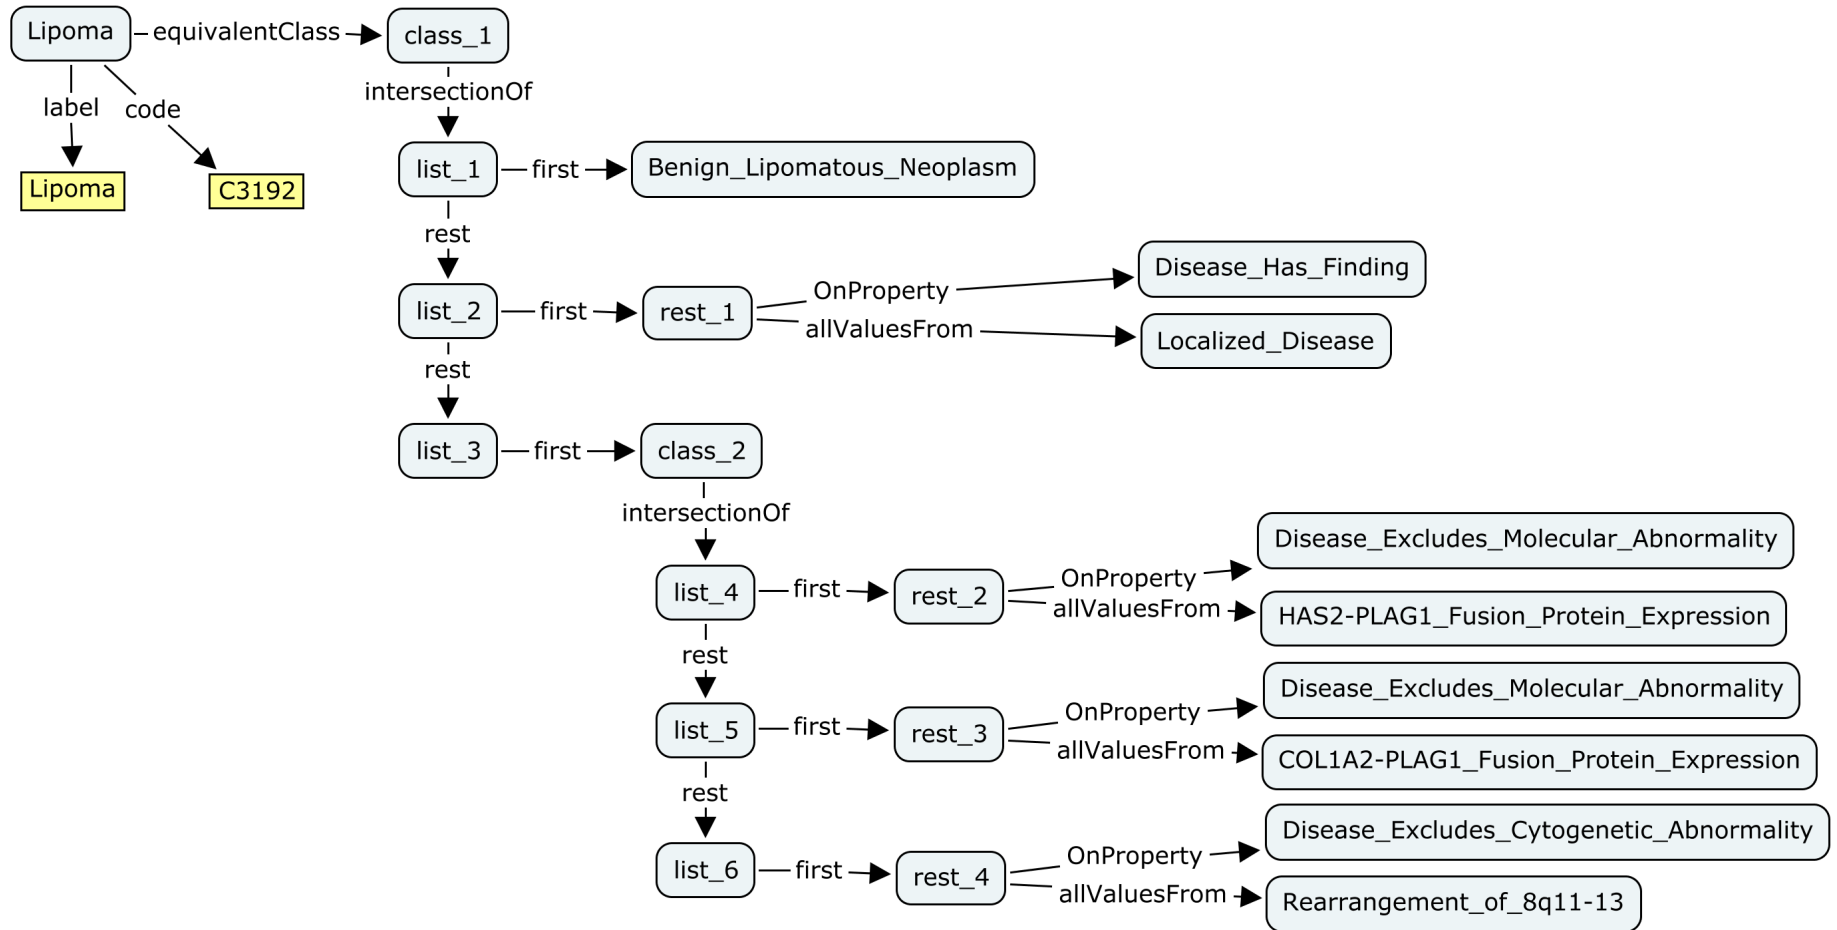 Lipoma
equivalentClass
class_1
label
code
intersectionOf
Lipoma
C3192
list_1
first
Benign_Lipomatous_Neoplasm
rest
list_2
first
rest_1
OnProperty
Disease_Has_Finding
allValuesFrom
Localized_Disease
rest
list_3
first
class_2
intersectionOf
list_4
first
rest_2
OnProperty
Disease_Excludes_Molecular_Abnormality
allValuesFrom
HAS2-PLAG1_Fusion_Protein_Expression
rest
list_5
first
rest_3
OnProperty
Disease_Excludes_Molecular_Abnormality
allValuesFrom
COL1A2-PLAG1_Fusion_Protein_Expression
rest
list_6
first
rest_4
OnProperty
Disease_Excludes_Cytogenetic_Abnormality
allValuesFrom
Rearrangement_of_8q11-13